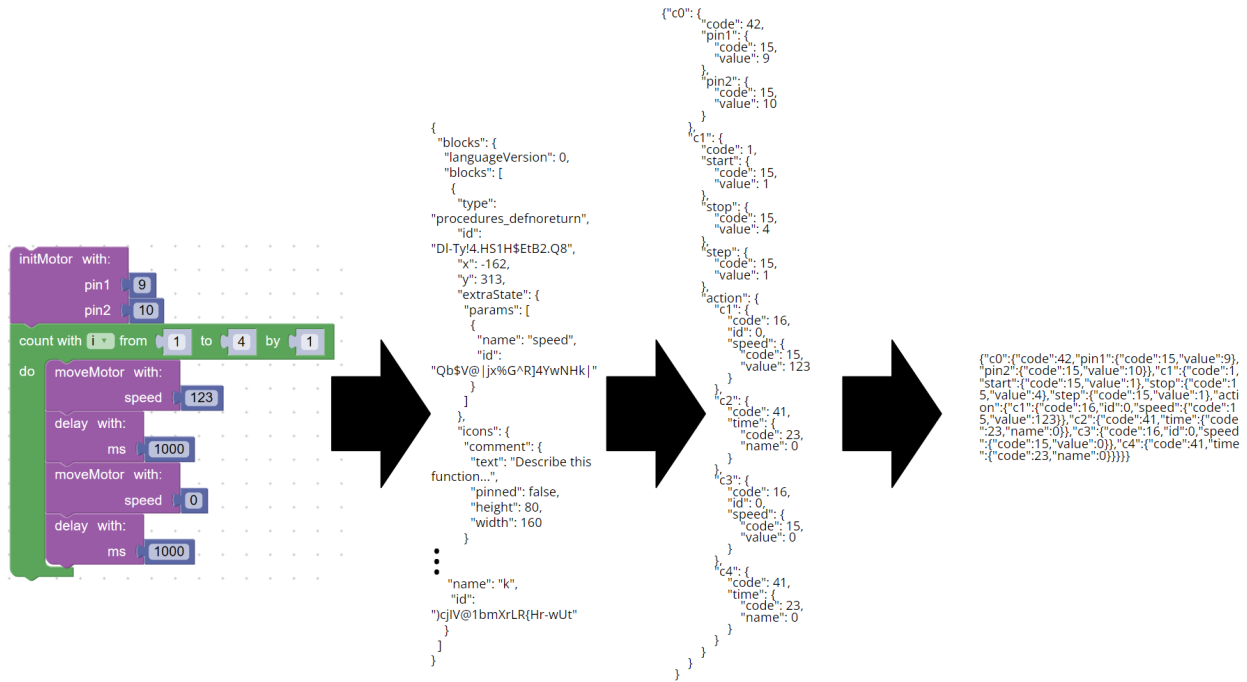 initMotor with:
pin1 9
pin2 10
count with i from 1 to 4 by 1
do
moveMotor with:
speed 123
delay with:
ms 1000
moveMotor with:
speed 0
delay with:
ms 1000
{
"blocks": {
"languageVersion": 0,
"blocks": [
{
"type":
"procedures_defnoreturn",
"id":
"Dl-Ty!4.HS1H$EtB2.Q8",
"x": -162,
"y": 313,
"extraState": {
"params": [
{
"name": "speed",
"id":
"Qb$V@|jx%G^R]4YwNHk|"
}
]
},
"icons": {
"comment": {
"text": "Describe this
function...",
"pinned": false,
"height": 80,
"width": 160
}
"name": "k",
"id":
")cjIV@1bmXrLR{Hr-wUt"
}
]
}
{"c0": {
"code": 42,
"pin1": {
"code": 15,
"value": 9
},
"pin2": {
"code": 15,
"value": 10
}
},
"c1": {
"code": 1,
"start": {
"code": 15,
"value": 1
},
"stop": {
"code": 15,
"value": 4
},
"step": {
"code": 15,
"value": 1
},
"action": {
"c1": {
"code": 16,
"id": 0,
"speed": {
"code": 15,
"value": 123
}
},
"c2": {
"code": 41,
"time": {
"code": 23,
"name": 0
}
},
"c3": {
"code": 16,
"id": 0,
"speed": {
"code": 15,
"value": 0
}
},
"c4": {
"code": 41,
"time": {
"code": 23,
"name": 0
}
}
}
}
}
{"c0":{"code":42,"pin1":{"code":15,"value":9},
"pin2":{"code":15,"value":10}},"c1":{"code":1,
"start":{"code":15,"value":1},"stop":{"code":1
5,"value":4},"step":{"code":15,"value":1},"acti
on":{"c1":{"code":16,"id":0,"speed":{"code":1
5,"value":123}},"c2":{"code":41,"time":{"code
":23,"name":0}},"c3":{"code":16,"id":0,"speed
":{"code":15,"value":0}},"c4":{"code":41,"time
":{"code":23,"name":0}}}}}